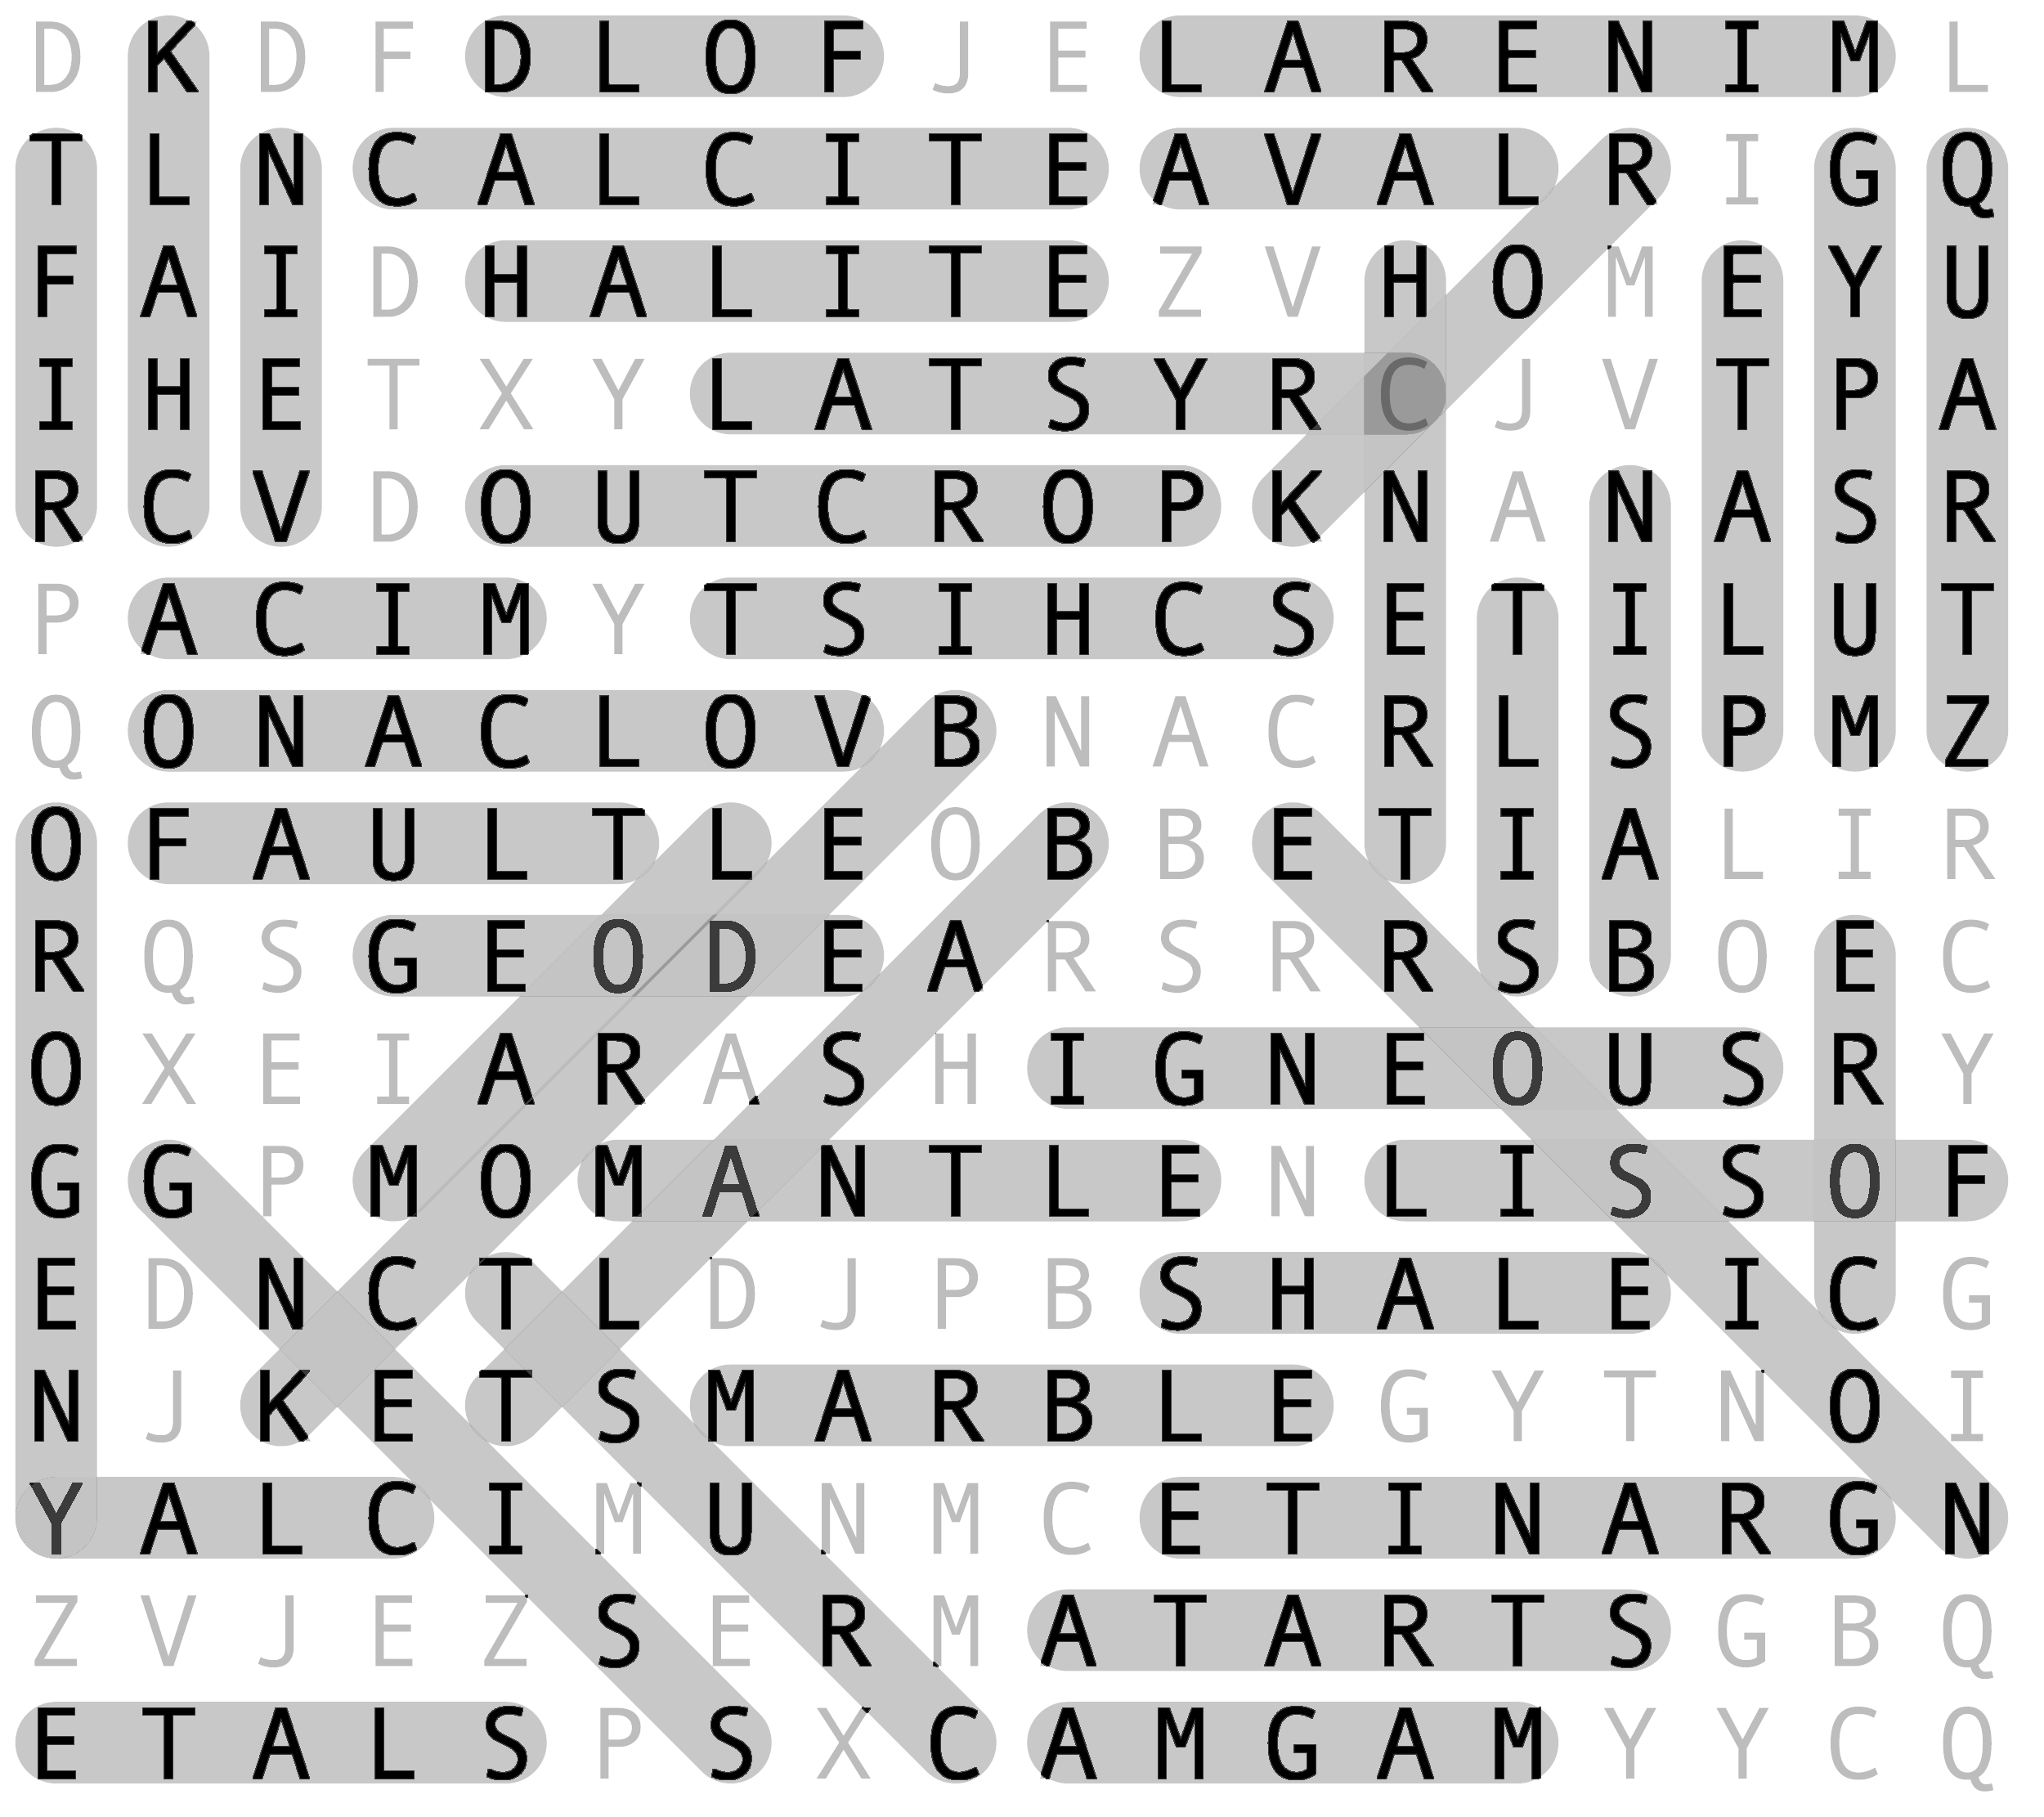 D K D F D L O F J E L A R E N I M L
T L N C A L C I T E A V A L R I G Q
F A I D H A L I T E Z V H O M E Y U
I H E T X Y L A T S Y R C J V T P A
R C V D O U T C R O P K N A N A S R
P A C I M Y T S I H C S E T I L U T
Q O N A C L O V B N A C R L S P M Z
O F A U L T L E O B B E T I A L I R
R Q S G E O D E A R S R R S B O E C
O X E I A R A S H I G N E O U S R Y
G G P M O M A N T L E N L I S S O F
E D N C T L D J P B S H A L E I C G
N J K E T S M A R B L E G Y T N O I
Y A L C I M U N M C E T I N A R G N
Z V J E Z S E R M A T A R T S G B Q
E T A L S P S X C A M G A M Y Y C Q